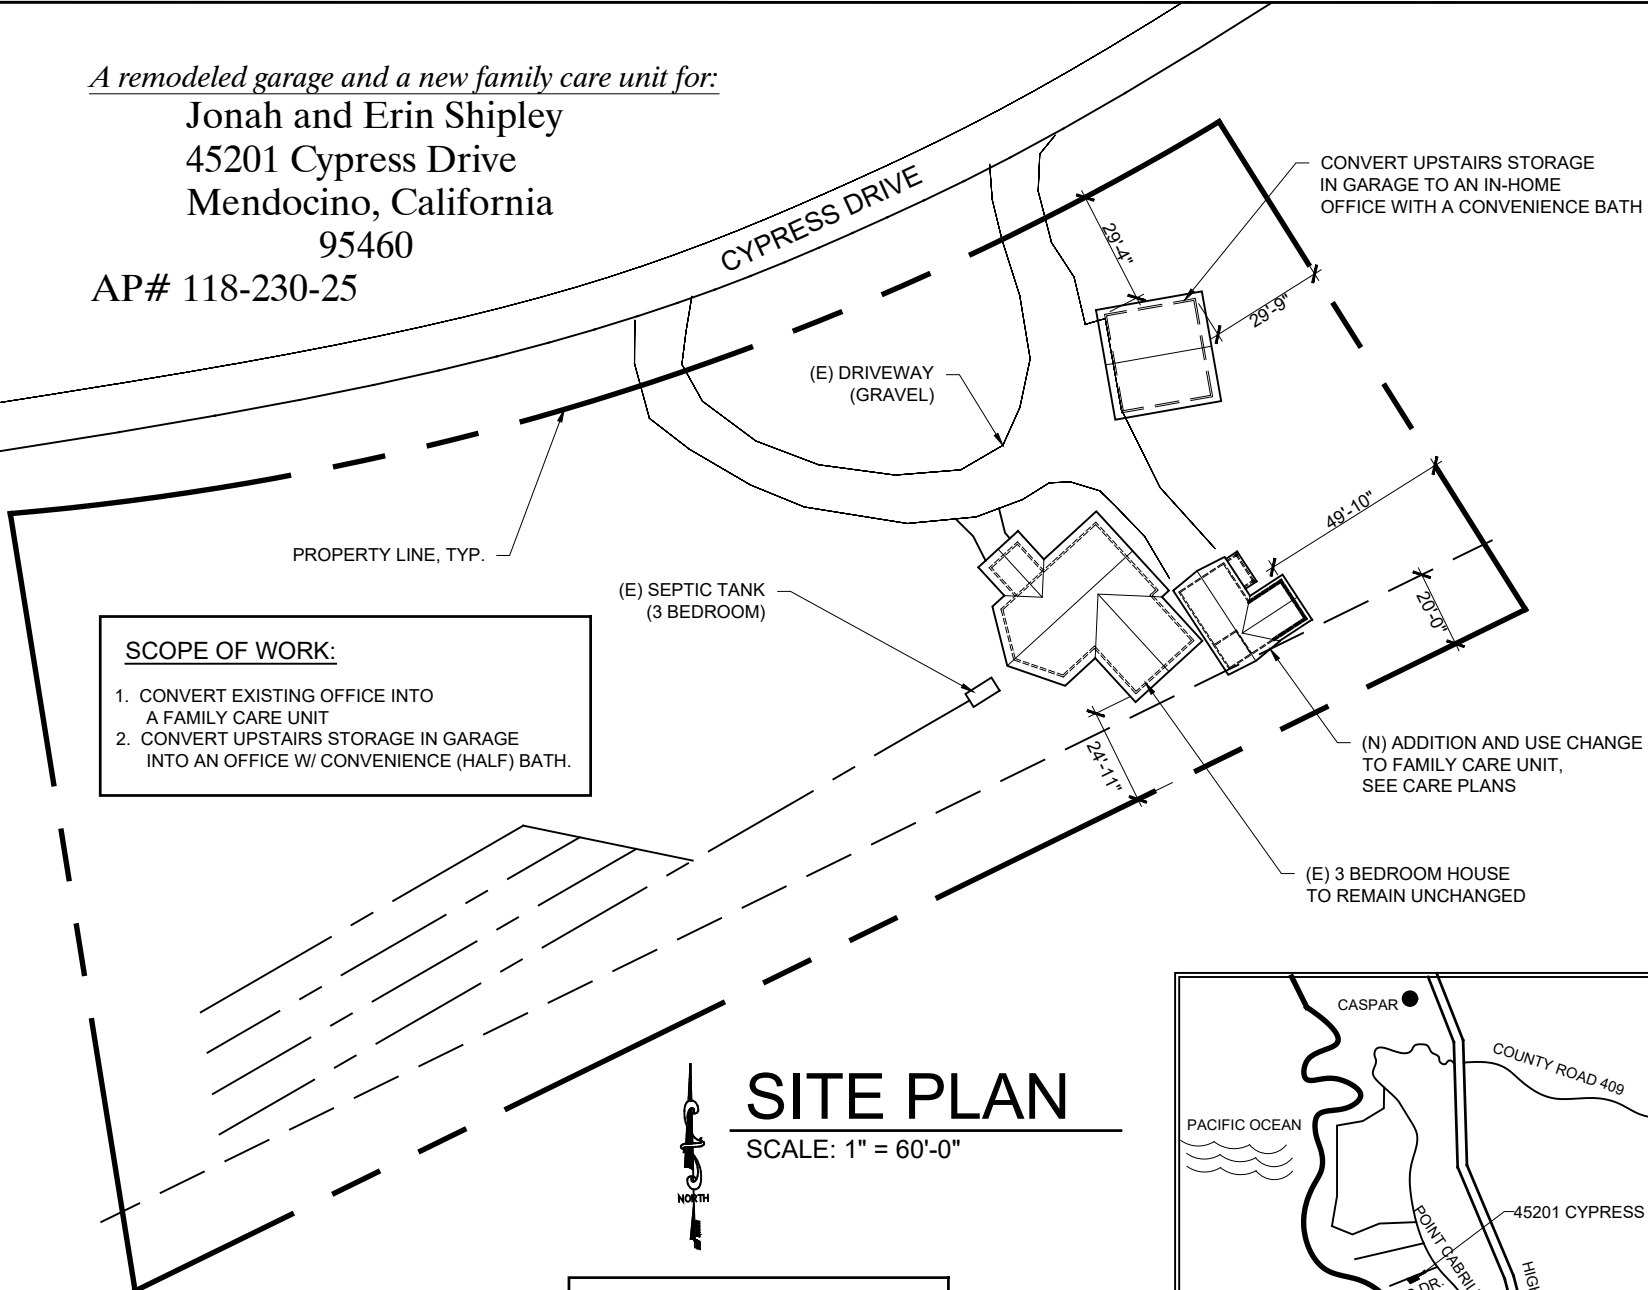 A remodeled garage and a new family care unit for:
Jonah and Erin Shipley
45201 Cypress Drive
Mendocino, California
95460
AP# 118-230-25
CYPRESS DRIVE
CONVERT UPSTAIRS STORAGE
IN GARAGE TO AN IN-HOME
OFFICE WITH A CONVENIENCE BATH
29'-4"
29'-9"
(E) DRIVEWAY
(GRAVEL)
49'-10"
PROPERTY LINE, TYP.
(E) SEPTIC TANK
(3 BEDROOM)
20'-0"
SCOPE OF WORK:
1. CONVERT EXISTING OFFICE INTO
A FAMILY CARE UNIT
2. CONVERT UPSTAIRS STORAGE IN GARAGE
INTO AN OFFICE W/ CONVENIENCE (HALF) BATH.
24'-11"
(N) ADDITION AND USE CHANGE
TO FAMILY CARE UNIT,
SEE CARE PLANS
(E) 3 BEDROOM HOUSE
TO REMAIN UNCHANGED
SITE PLAN
SCALE: 1" = 60'-0"
NORTH
CASPAR
COUNTY ROAD 409
PACIFIC OCEAN
45201 CYPRESS
POINT CABRIL
DR.
HIGH